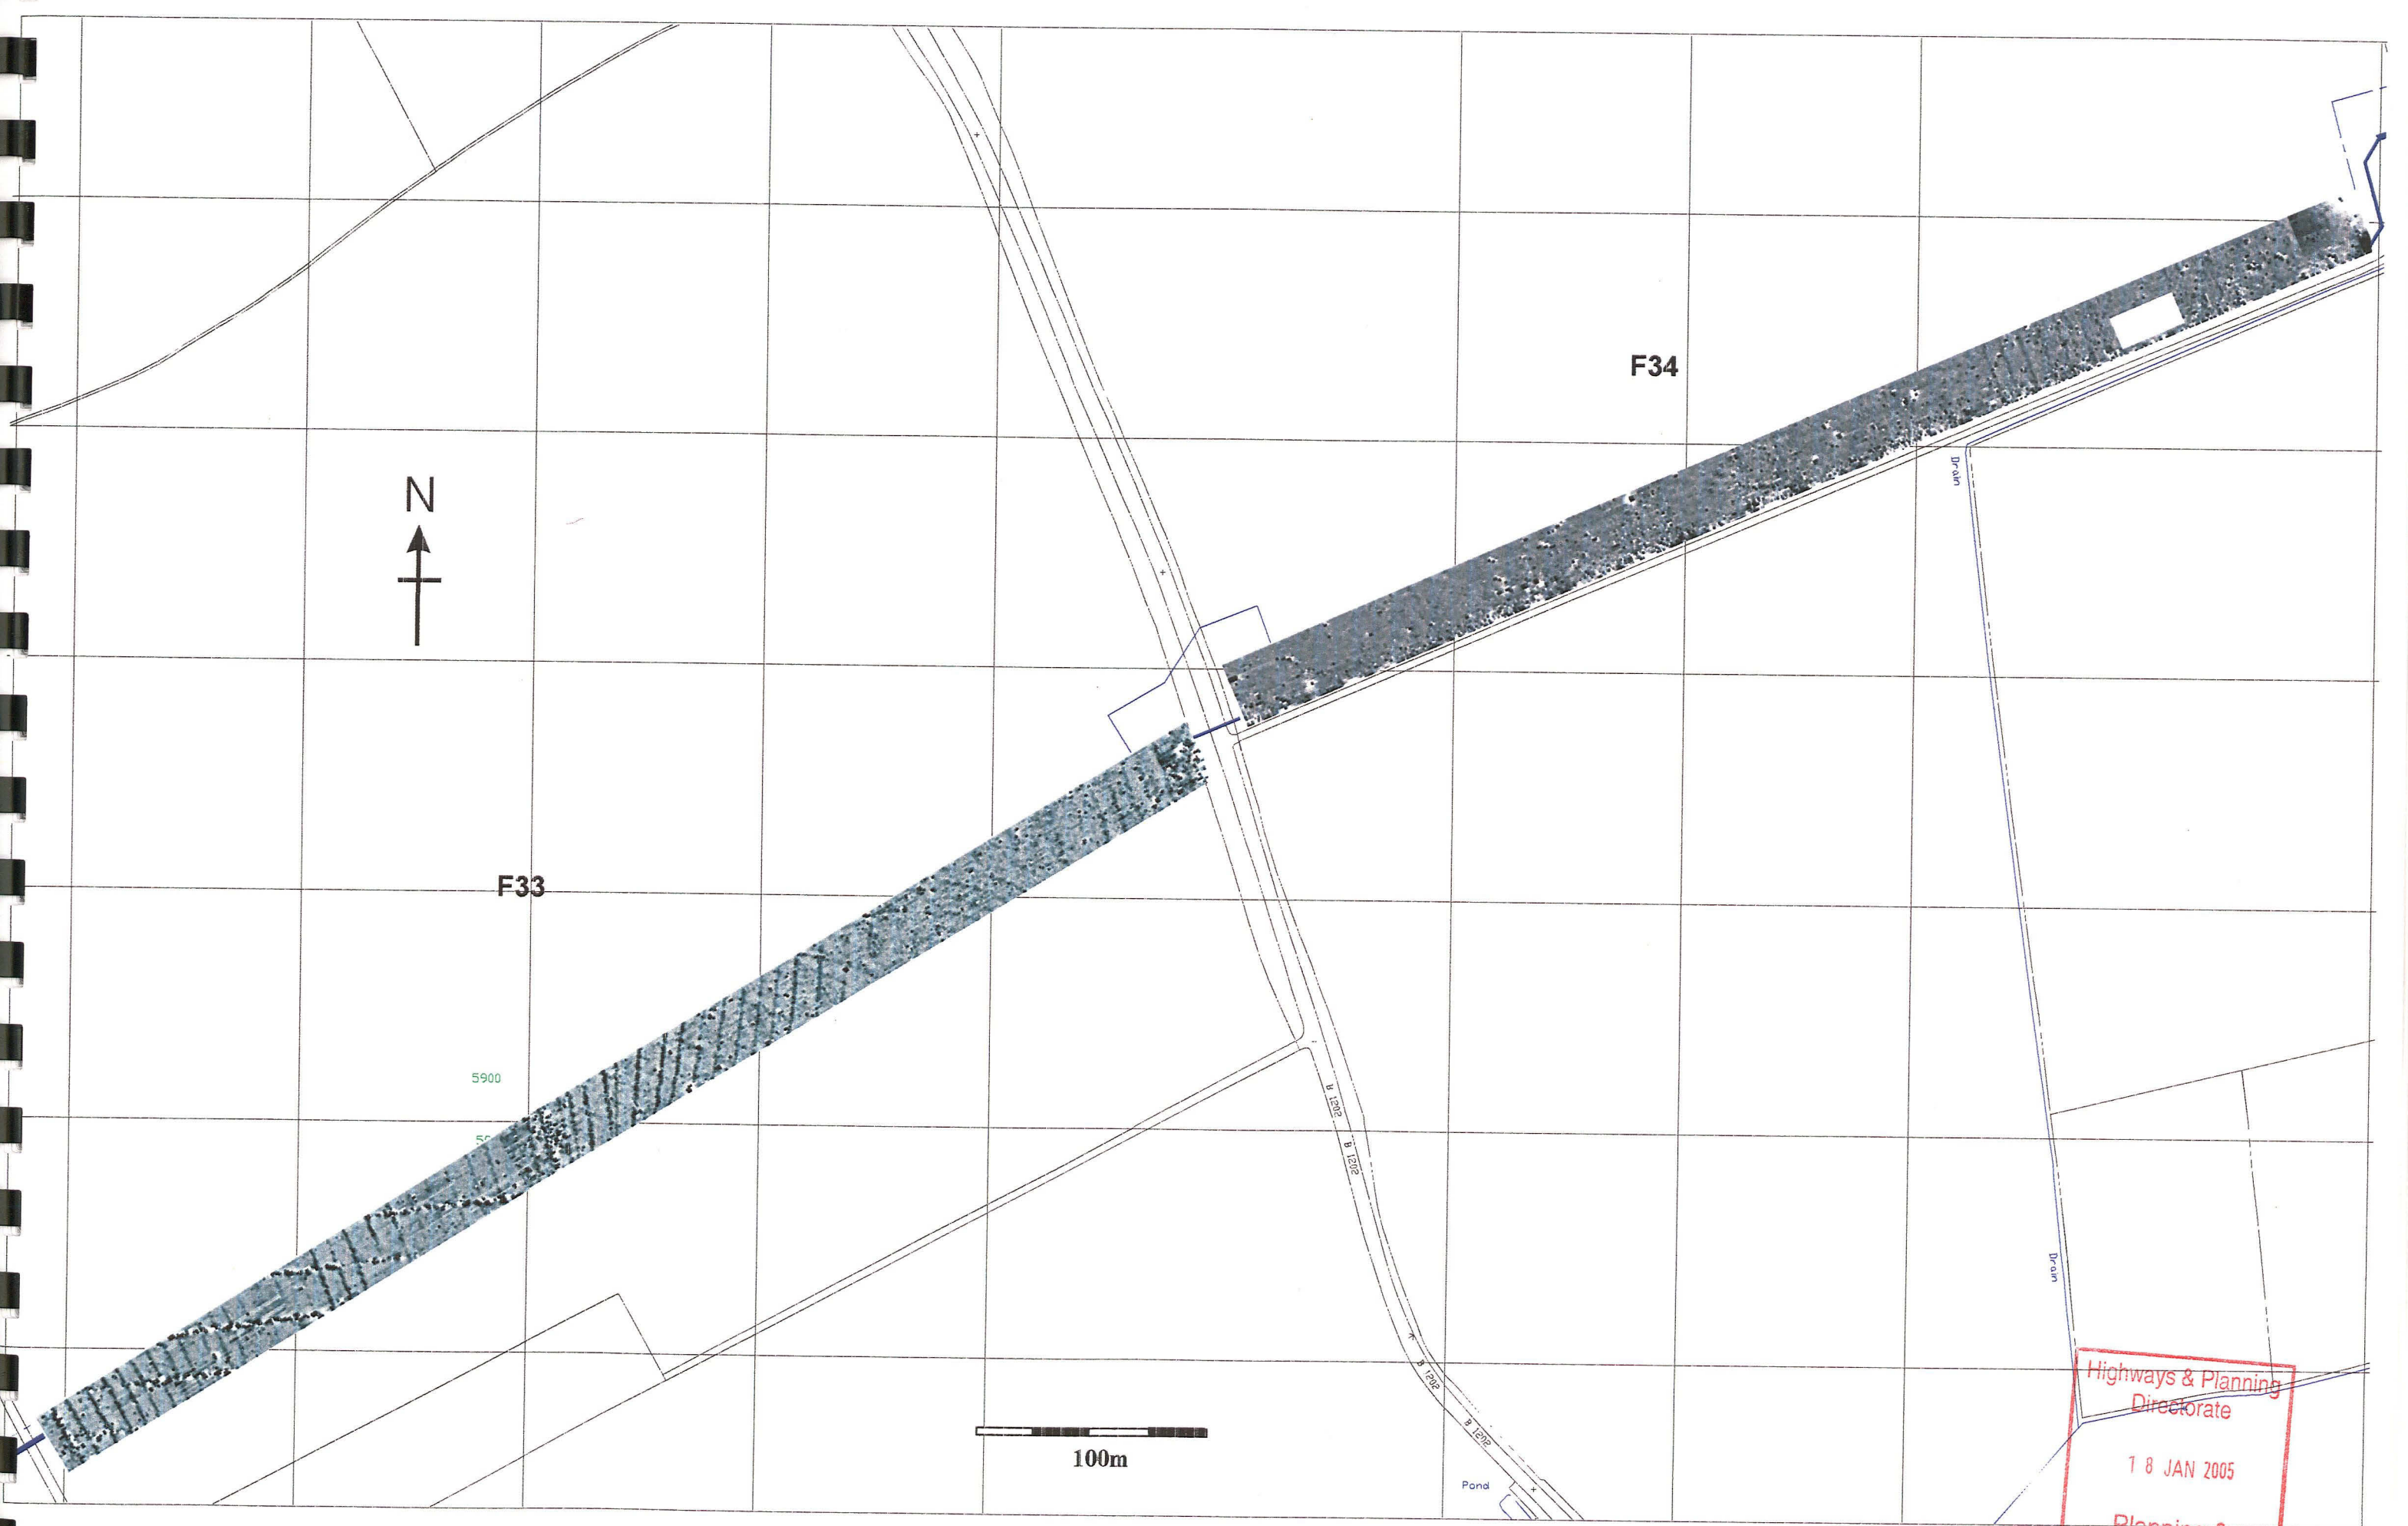 F34
Drain
N
F33
5900
B 1202
B 1202
Drain
B 1202
B 1202
100m
Pond
Highways & Planning
Directorate
18 JAN 2005